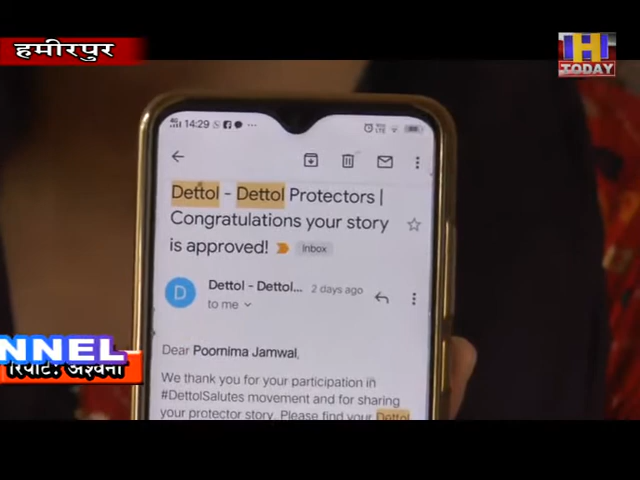 हमीरपुर
H
TODAY
14:29
Dettol - Dettol Protectors |
Congratulations your story
is approved!
Inbox
D
Dettol - Dettol... 2 days ago
to me
Dear Poornima Jamwal,
We thank you for your participation in
#DettolSalutes movement and for sharing
your protector story. Please find your Dettol
NNEL
रिपोर्ट: अश्वनी